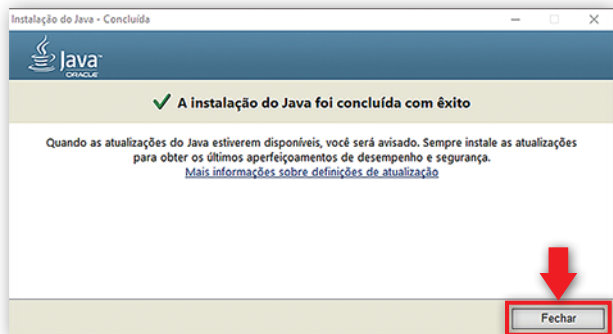 Instalação do Java - Concluída
Java
ORACLE
A instalação do Java foi concluída com êxito
Quando as atualizações do Java estiverem disponíveis, você será avisado. Sempre instale as atualizações
para obter os últimos aperfeiçoamentos de desempenho e segurança.
Mais informações sobre definições de atualização
Fechar